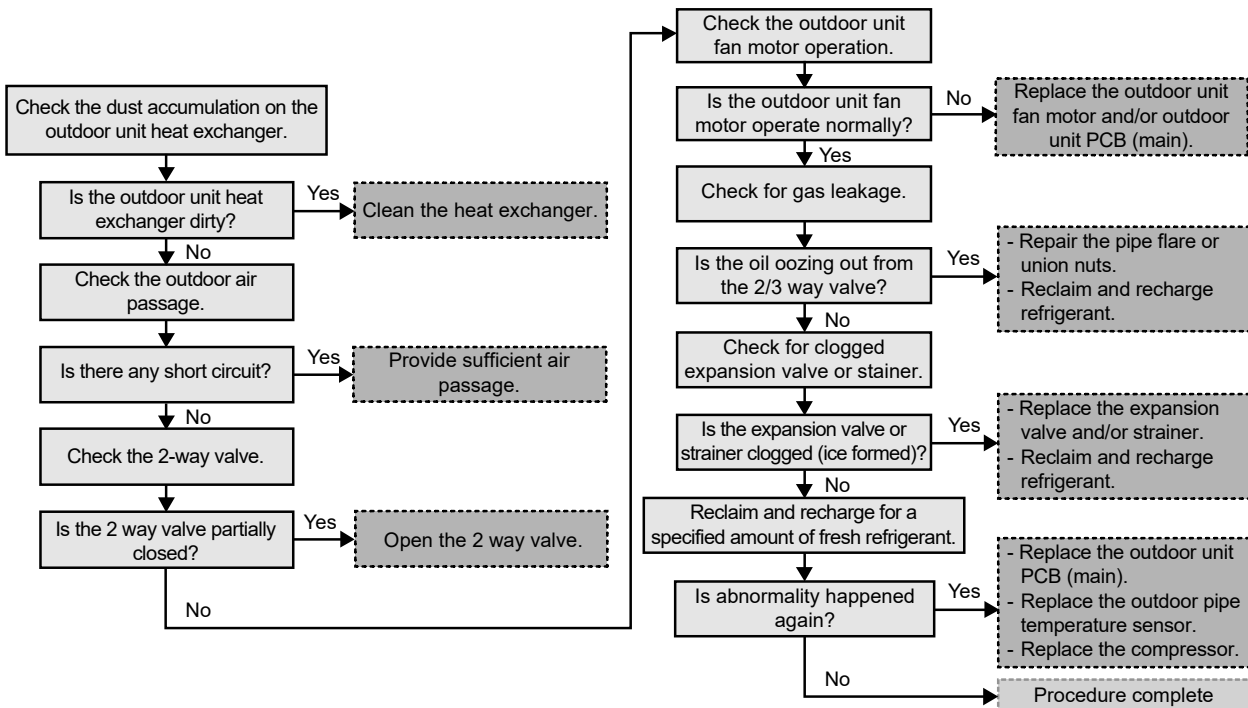 Check the dust accumulation on the
outdoor unit heat exchanger.
Is the outdoor unit heat
exchanger dirty?
Yes
Clean the heat exchanger.
No
Check the outdoor air
passage.
Is there any short circuit?
Yes
Provide sufficient air
passage.
No
Check the 2-way valve.
Is the 2 way valve partially
closed?
Yes
Open the 2 way valve.
No
Check the outdoor unit
fan motor operation.
Is the outdoor unit fan
motor operate normally?
No
Replace the outdoor unit
fan motor and/or outdoor
unit PCB (main).
Yes
Check for gas leakage.
Is the oil oozing out from
the 2/3 way valve?
Yes
- Repair the pipe flare or
union nuts.
- Reclaim and recharge
refrigerant.
No
Check for clogged
expansion valve or stainer.
Is the expansion valve or
strainer clogged (ice formed)?
Yes
- Replace the expansion
valve and/or strainer.
- Reclaim and recharge
refrigerant.
No
Reclaim and recharge for a
specified amount of fresh refrigerant.
Is abnormality happened
again?
Yes
- Replace the outdoor unit
PCB (main).
- Replace the outdoor pipe
temperature sensor.
- Replace the compressor.
No
Procedure complete